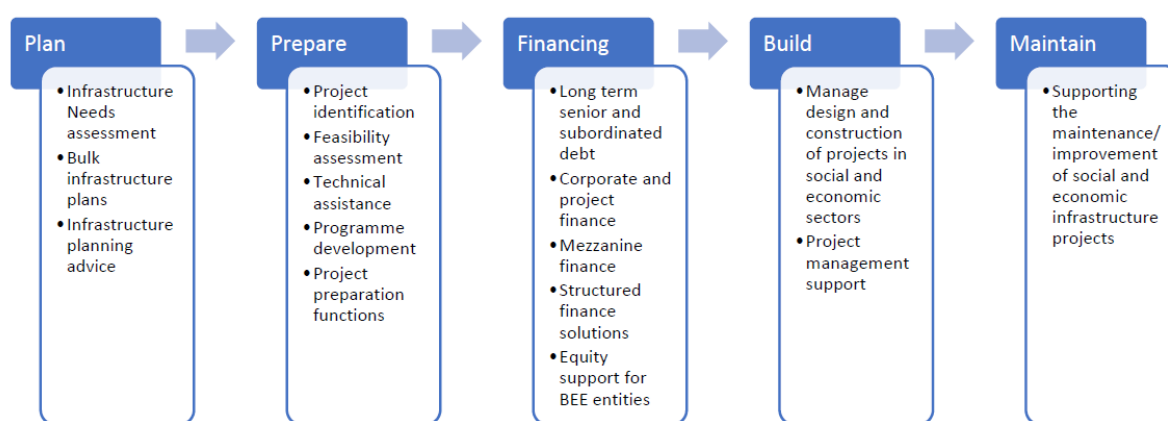 Plan
• Infrastructure
Needs
assessment
• Bulk
infrastructure
plans
• Infrastructure
planning
advice
Prepare
• Project
identification
• Feasibility
assessment
• Technical
assistance
• Programme
development
• Project
preparation
functions
Financing
• Long term
senior and
subordinated
debt
• Corporate and
project
finance
• Mezzanine
finance
• Structured
finance
solutions
• Equity
support for
BEE entities
Build
• Manage
design and
construction
of projects in
social and
economic
sectors
• Project
management
support
Maintain
• Supporting
the
maintenance/
improvement
of social and
economic
infrastructure
projects